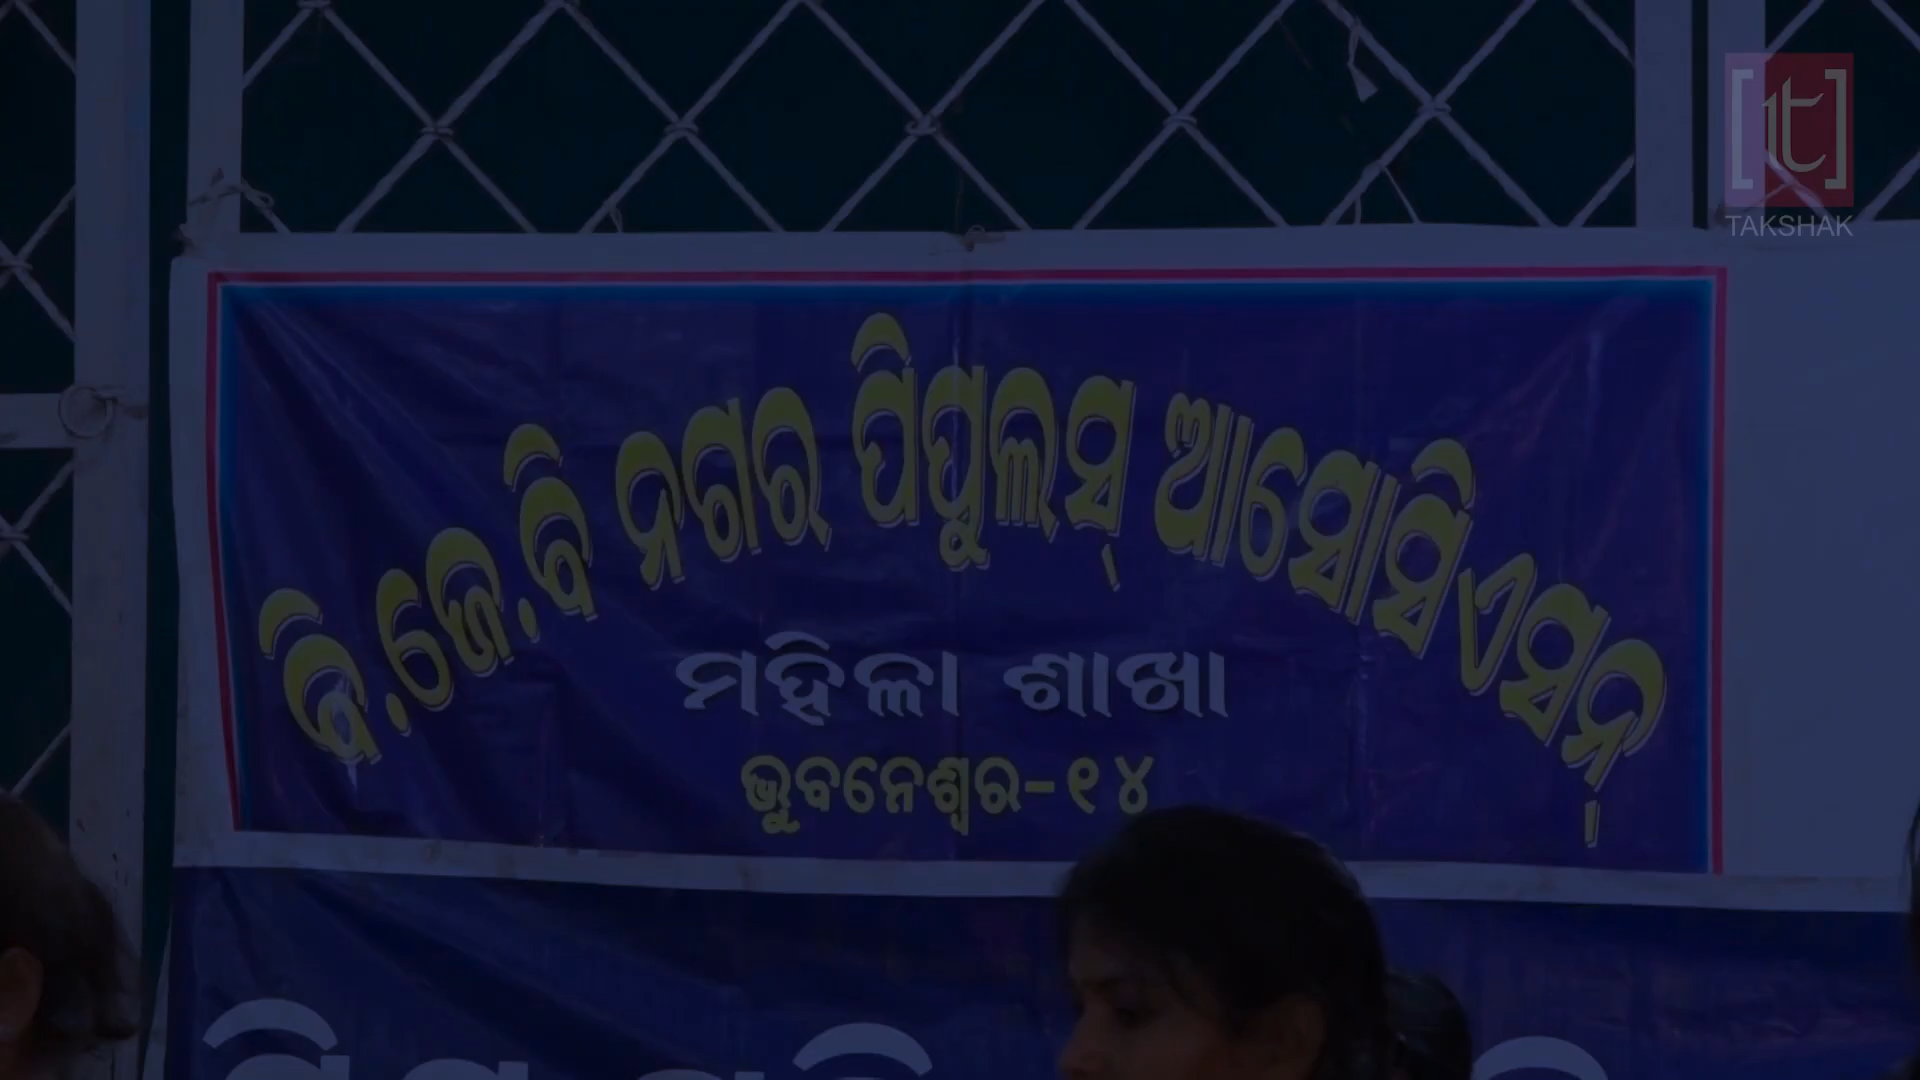 [t]
TAKSHAK
ବି.ଜେ.ବି ନଗର ପିପୁଲସ୍ ଆସୋସିଏସନ୍
ମହିଳା ଶାଖା
ଭୁବନେଶ୍ୱର-୧୪